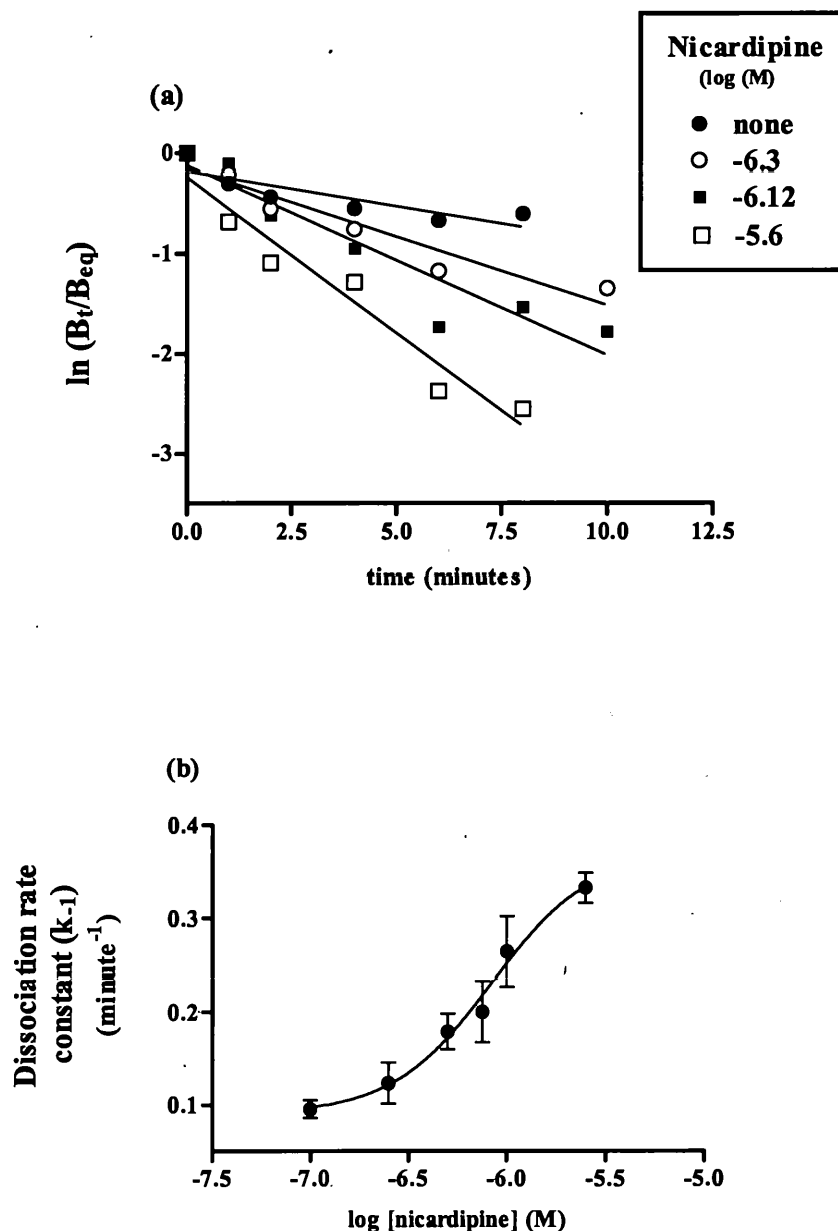 Nicardipine
(log (M)
none
-6.3
-6.12
-5.6
(a)
0
-1
-2
-3
ln (Bt/Beq)
0.0 2.5 5.0 7.5 10.0 12.5
time (minutes)
(b)
0.4
0.3
0.2
0.1
Dissociation rate
constant (k-1)
(minute-1)
-7.5 -7.0 -6.5 -6.0 -5.5 -5.0
log [nicardipine] (M)